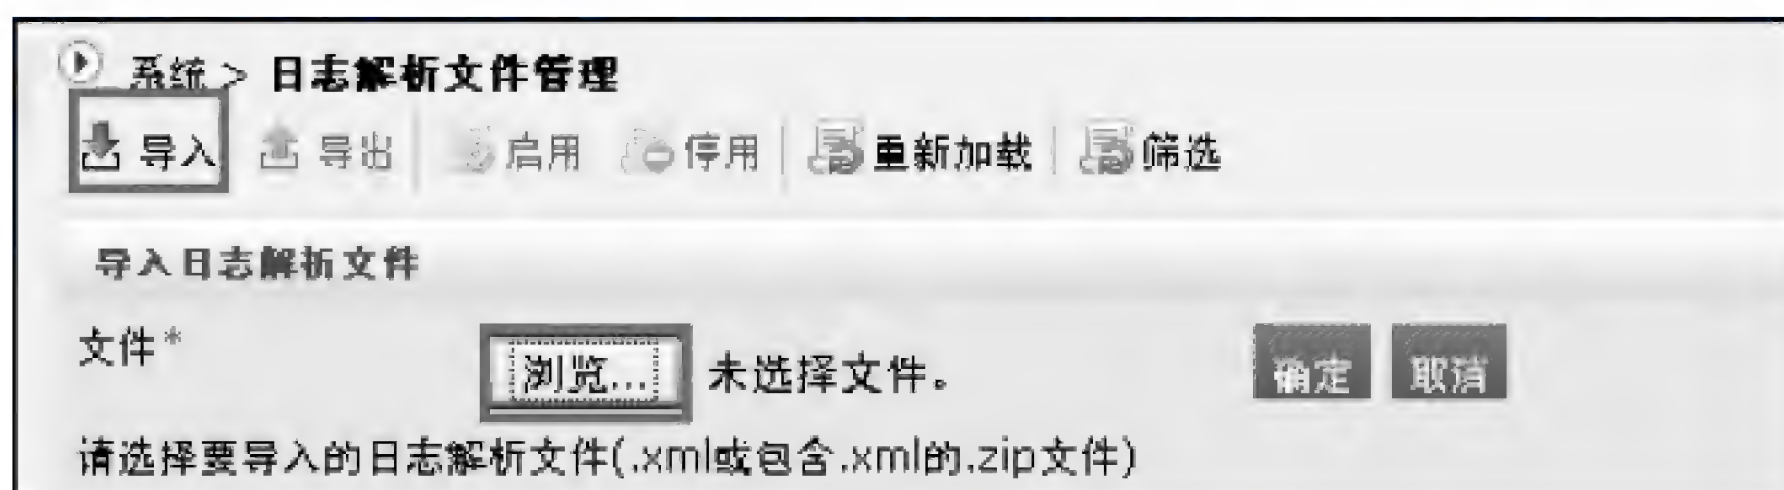 系统 > 日志解析文件管理
导入 导出 启用 停用 重新加载 筛选
导入日志解析文件
文件* 浏览... 未选择文件。 确定 取消
请选择要导入的日志解析文件(.xml或包含.xml的.zip文件)